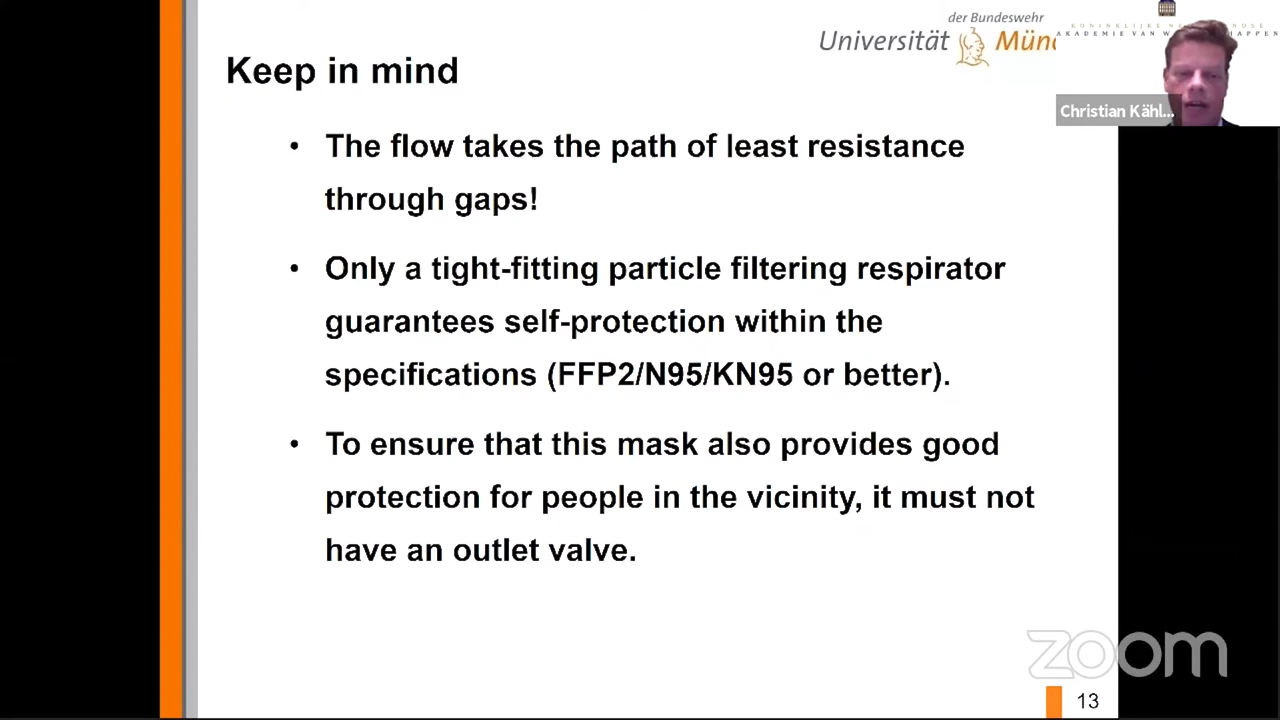 der Bundeswehr
Universität
KONINKLIJKE
AKADEMIE VAN
Keep in mind
Christian Kähl...
• The flow takes the path of least resistance
through gaps!
• Only a tight-fitting particle filtering respirator
guarantees self-protection within the
specifications (FFP2/N95/KN95 or better).
• To ensure that this mask also provides good
protection for people in the vicinity, it must not
have an outlet valve.
zoom
13